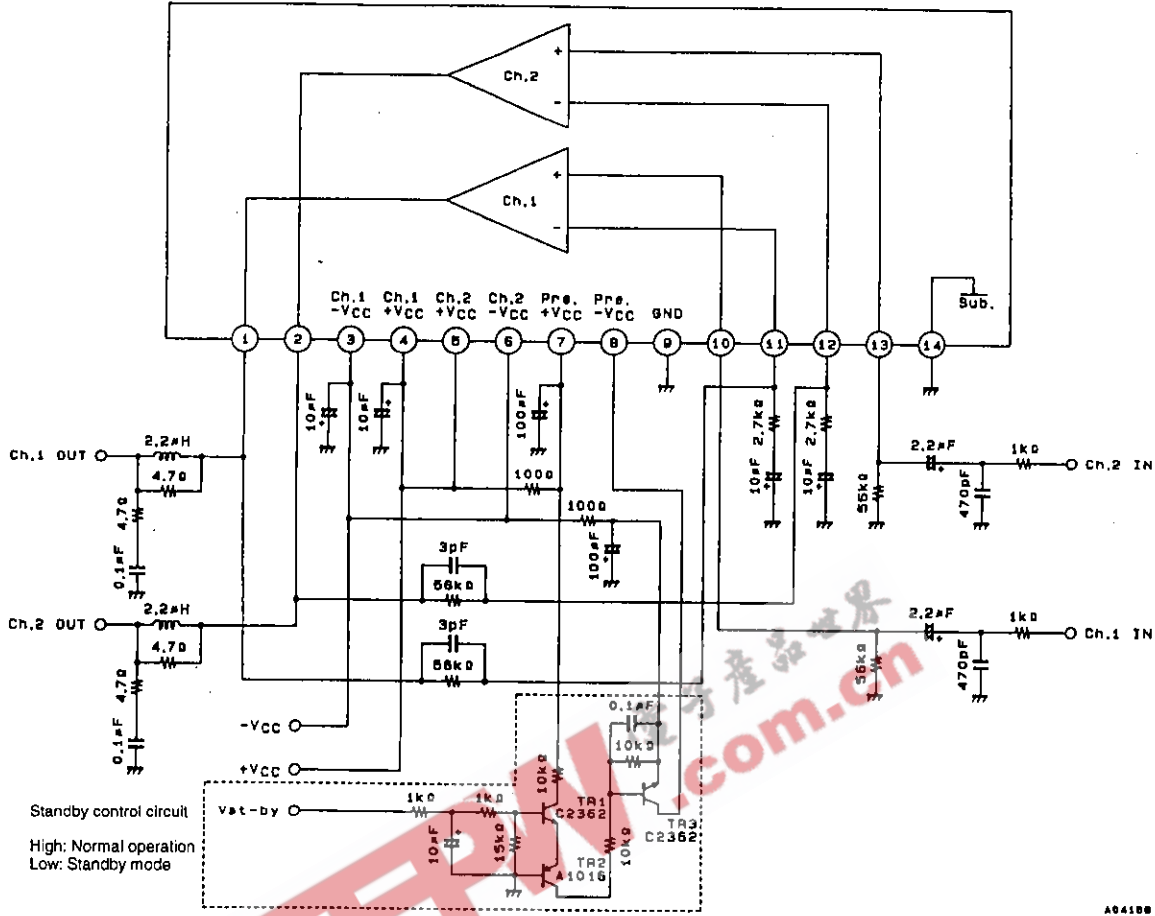 Ch.2
+
-
Ch.1
+
-
Sub.
Ch.1 -VCC
Ch.1 +VCC
Ch.2 +VCC
Ch.2 -VCC
Pre. +VCC
Pre. -VCC
GND
1
2
3
4
5
6
7
8
9
10
11
12
13
14
10µF
+
10µF
+
100µF
+
2.7kΩ
10µF
+
2.7kΩ
10µF
+
Ch.1 OUT
2.2µH
4.7Ω
4.7Ω
0.1µF
100Ω
100Ω
100µF
+
56kΩ
2.2µF
+
1kΩ
Ch.2 IN
470pF
3pF
56kΩ
Ch.2 OUT
2.2µH
4.7Ω
4.7Ω
0.1µF
3pF
56kΩ
56kΩ
2.2µF
+
1kΩ
Ch.1 IN
470pF
-VCC
+VCC
0.1µF
10kΩ
10kΩ
Standby control circuit
Vst-by
1kΩ
1kΩ
TR1
C2362
TR3
C2362
High: Normal operation
Low: Standby mode
10µF
+
15kΩ
TR2
A1016
10kΩ
電子產品世界
EEPW
.com.cn